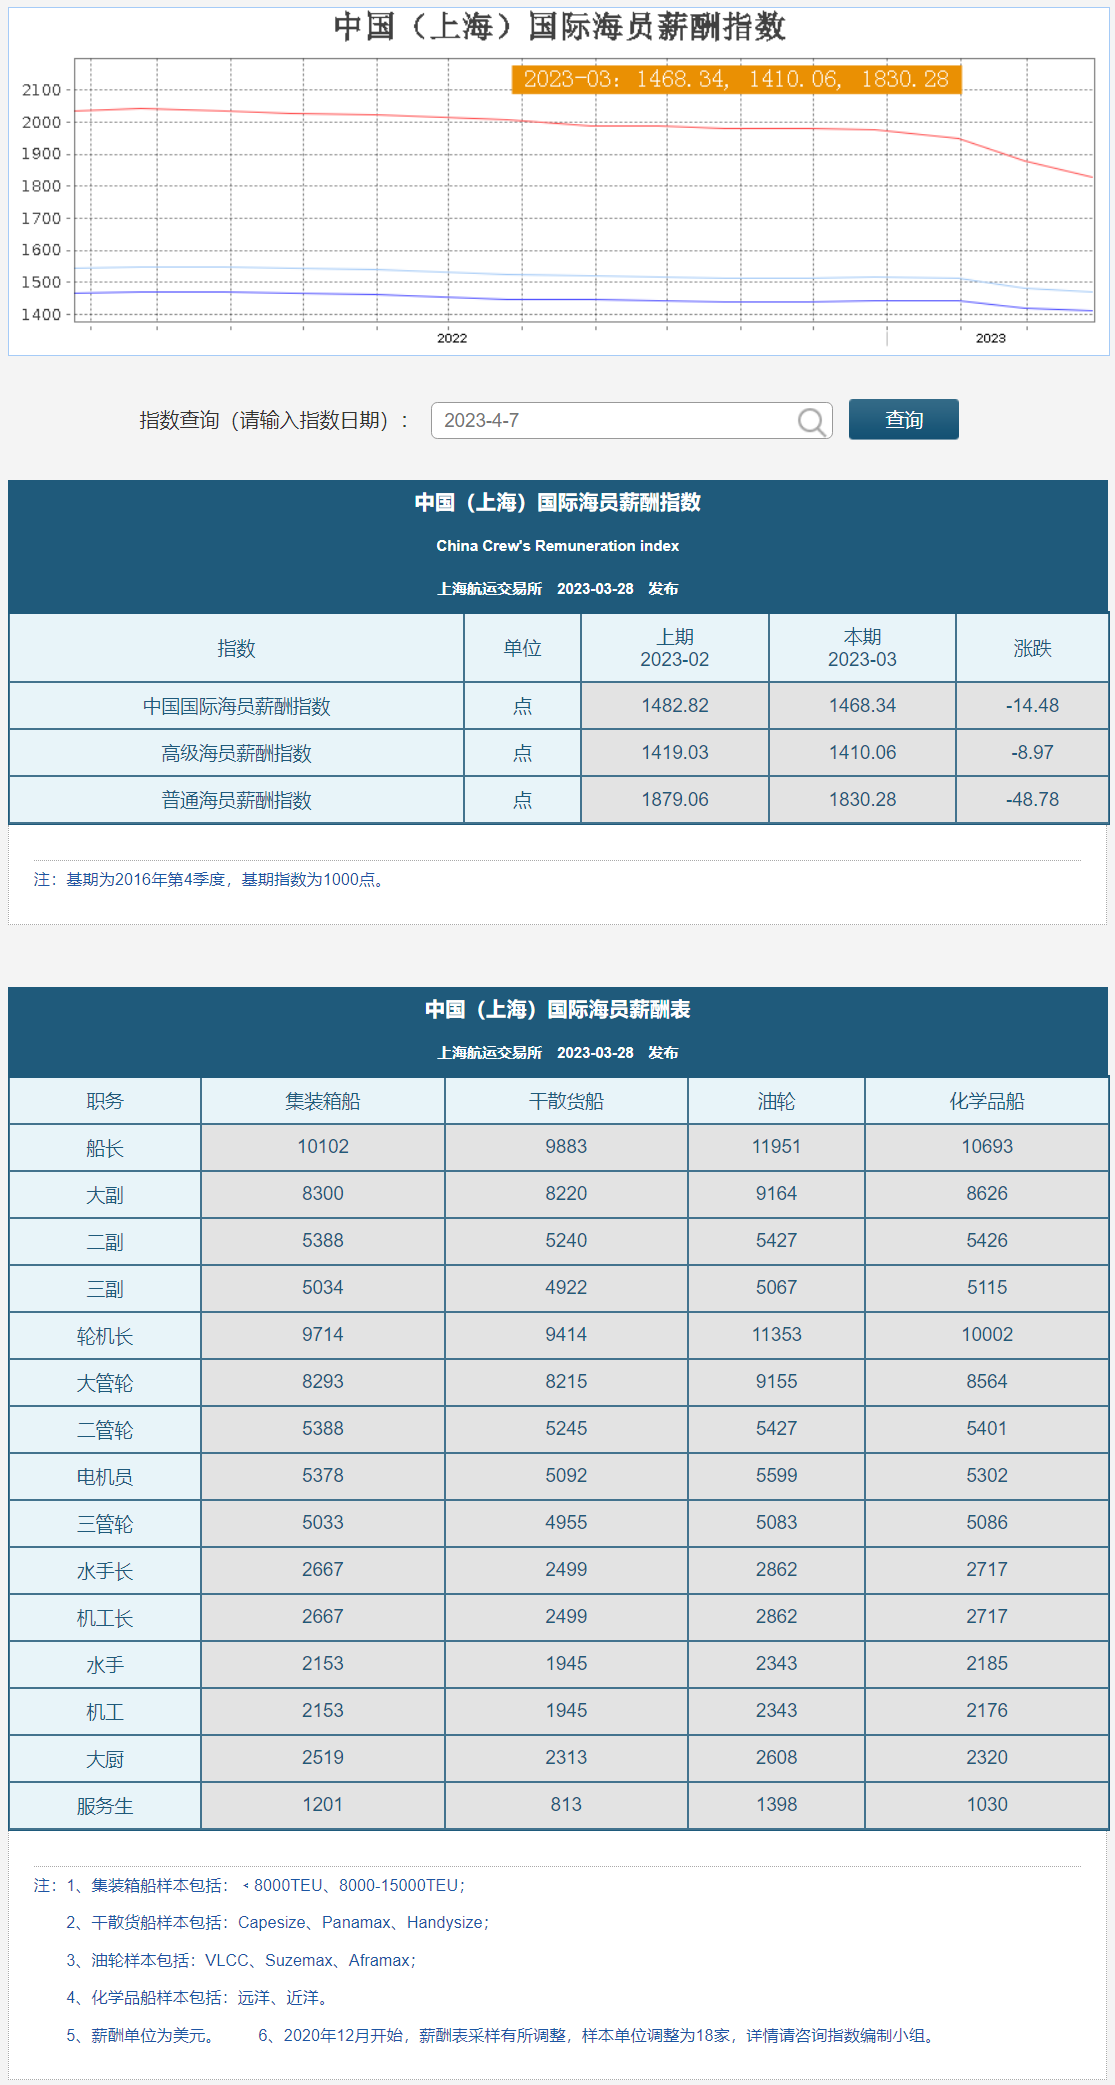 中国（上海）国际海员薪酬指数
2023-03: 1468.34, 1410.06, 1830.28
2100
2000
1900
1800
1700
1600
1500
1400
2022 2023
指数查询（请输入指数日期）： 2023-4-7 查询
中国（上海）国际海员薪酬指数
China Crew's Remuneration index
上海航运交易所 2023-03-28 发布
指数 单位 上期 2023-02 本期 2023-03 涨跌
中国国际海员薪酬指数 点 1482.82 1468.34 -14.48
高级海员薪酬指数 点 1419.03 1410.06 -8.97
普通海员薪酬指数 点 1879.06 1830.28 -48.78
注：基期为2016年第4季度，基期指数为1000点。
中国（上海）国际海员薪酬表
上海航运交易所 2023-03-28 发布
职务 集装箱船 干散货船 油轮 化学品船
船长 10102 9883 11951 10693
大副 8300 8220 9164 8626
二副 5388 5240 5427 5426
三副 5034 4922 5067 5115
轮机长 9714 9414 11353 10002
大管轮 8293 8215 9155 8564
二管轮 5388 5245 5427 5401
电机员 5378 5092 5599 5302
三管轮 5033 4955 5083 5086
水手长 2667 2499 2862 2717
机工长 2667 2499 2862 2717
水手 2153 1945 2343 2185
机工 2153 1945 2343 2176
大厨 2519 2313 2608 2320
服务生 1201 813 1398 1030
注：1、集装箱船样本包括：﹤8000TEU、8000-15000TEU；
2、干散货船样本包括：Capesize、Panamax、Handysize；
3、油轮样本包括：VLCC、Suzemax、Aframax；
4、化学品船样本包括：远洋、近洋。
5、薪酬单位为美元。 6、2020年12月开始，薪酬表采样有所调整，样本单位调整为18家，详情请咨询指数编制小组。